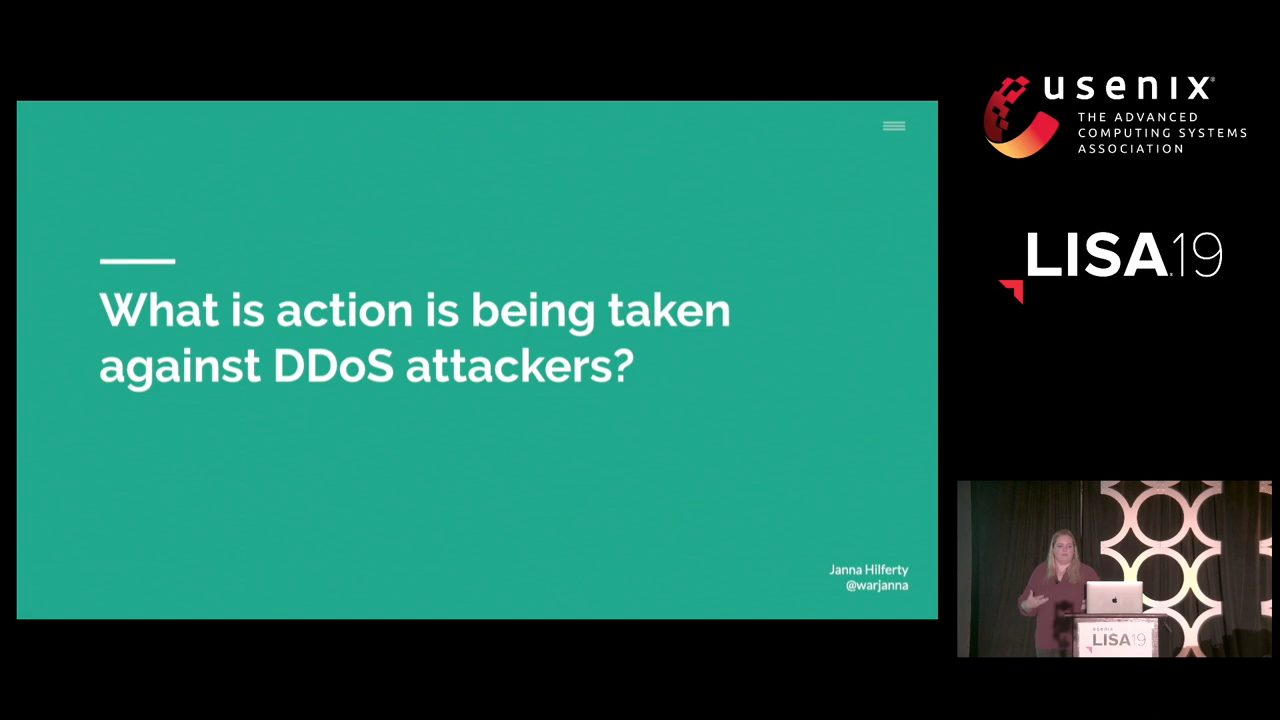 What is action is being taken
against DDoS attackers?
Janna Hilferty
@warjanna
usenix
THE ADVANCED
COMPUTING SYSTEMS
ASSOCIATION
LISA19
usenix
LISA19